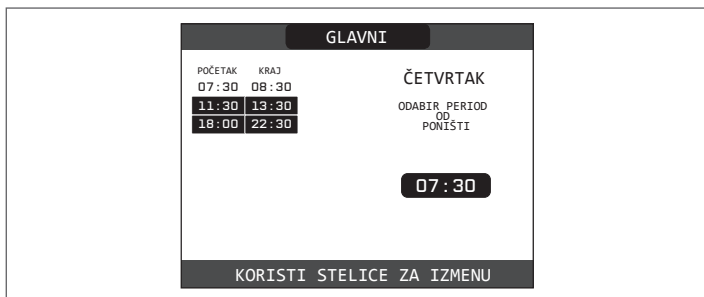 GLAVNI
POČETAK KRAJ
07:30 08:30
11:30 13:30
18:00 22:30
ČETVRTAK
ODABIR PERIOD
OD
PONIŠTI
07:30
KORISTI STELICE ZA IZMENU